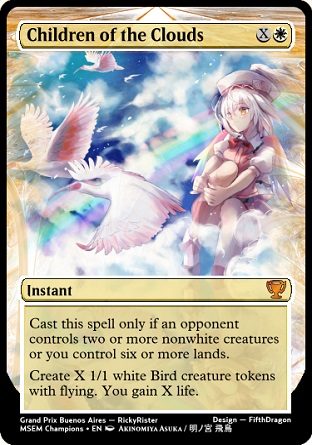 Children of the Clouds X
Instant
Cast this spell only if an opponent
controls two or more nonwhite creatures
or you control six or more lands.
Create X 1/1 white Bird creature tokens
with flying. You gain X life.
Grand Prix Buenos Aires — RickyRister Design — FifthDragon
MSEM Champions • EN Akinomiya Asuka / 明ノ宮 飛鳥